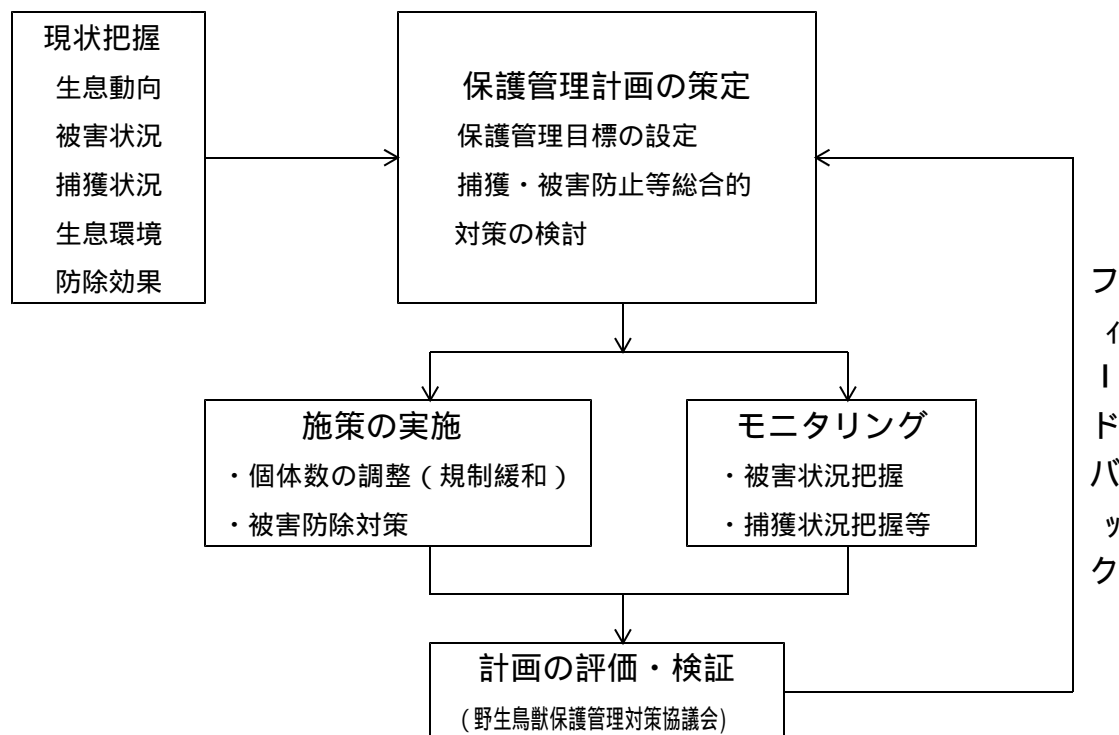 現状把握
生息動向
被害状況
捕獲状況
生息環境
防除効果
保護管理計画の策定
保護管理目標の設定
捕獲・被害防止等総合的
対策の検討
施策の実施
・個体数の調整（規制緩和）
・被害防除対策
モニタリング
・被害状況把握
・捕獲状況把握等
フィードバック
計画の評価・検証
(野生鳥獣保護管理対策協議会)